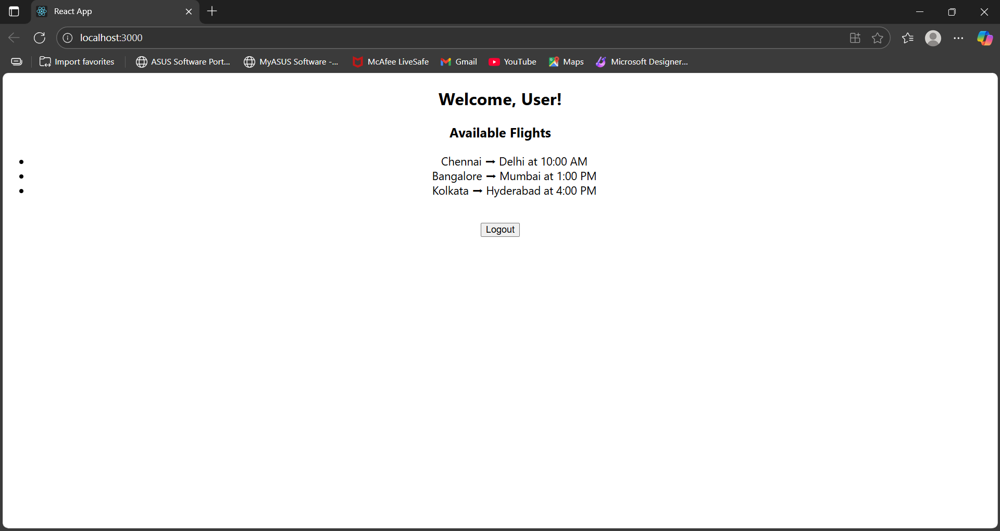 React App
localhost:3000
Import favorites
ASUS Software Port...
MyASUS Software -...
McAfee LiveSafe
Gmail
YouTube
Maps
Microsoft Designer...
Welcome, User!
Available Flights
• Chennai ➞ Delhi at 10:00 AM
• Bangalore ➞ Mumbai at 1:00 PM
• Kolkata ➞ Hyderabad at 4:00 PM
Logout